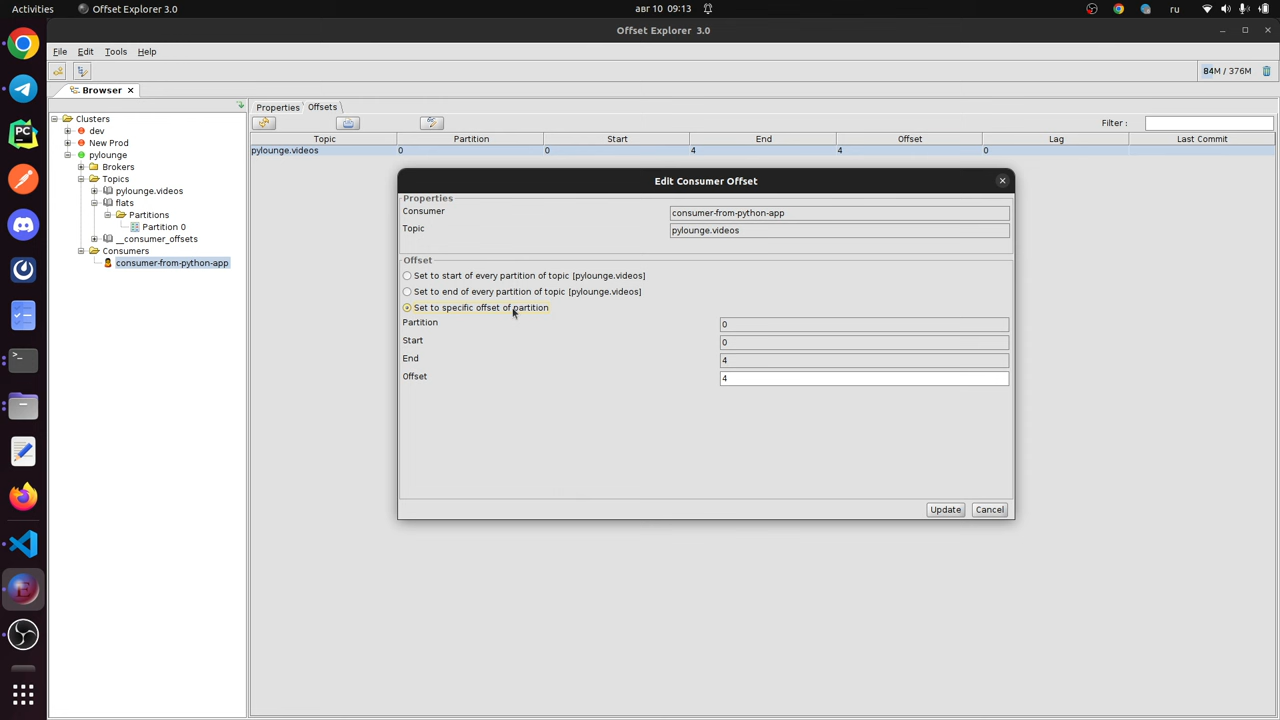 Activities
Offset Explorer 3.0
авг 10 09:13
ru
Offset Explorer 3.0
File Edit Tools Help
84M / 376M
Browser
Clusters
dev
New Prod
pylounge
Brokers
Topics
pylounge.videos
flats
Partitions
Partition 0
__consumer_offsets
Consumers
consumer-from-python-app
Properties Offsets
Filter :
Topic Partition Start End Offset Lag Last Commit
pylounge.videos 0 0 4 4 0
Edit Consumer Offset
Properties
Consumer consumer-from-python-app
Topic pylounge.videos
Offset
Set to start of every partition of topic [pylounge.videos]
Set to end of every partition of topic [pylounge.videos]
Set to specific offset of partition
Partition 0
Start 0
End 4
Offset 4
Update Cancel